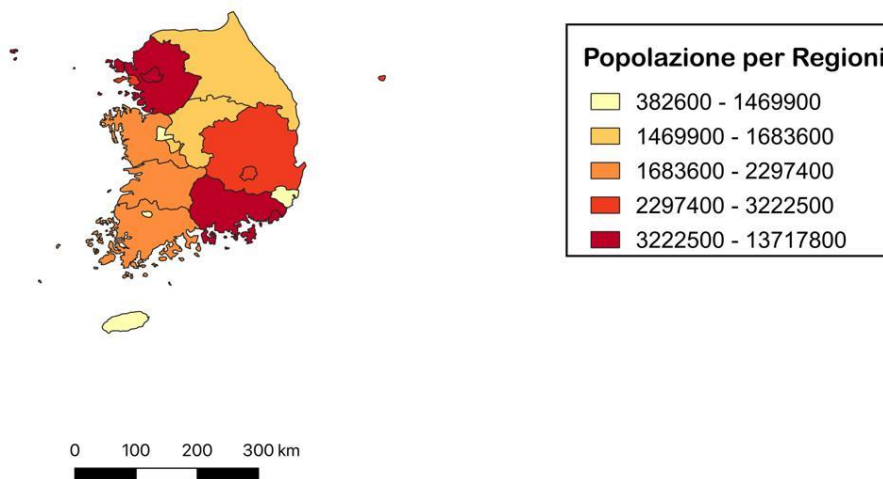 Popolazione per Regioni
382600 - 1469900
1469900 - 1683600
1683600 - 2297400
2297400 - 3222500
3222500 - 13717800
0 100 200 300 km